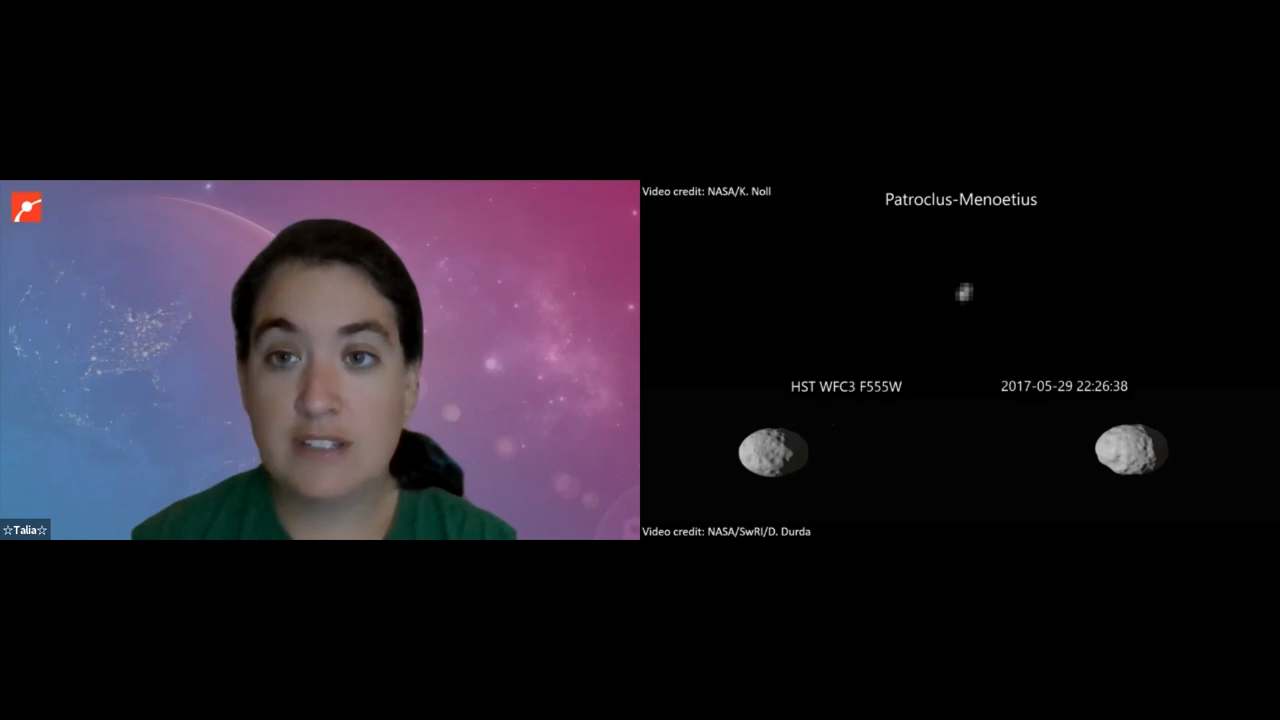 ☆Talia☆
Video credit: NASA/K. Noll
Patroclus-Menoetius
HST WFC3 F555W
2017-05-29 22:26:38
Video credit: NASA/SwRI/D. Durda